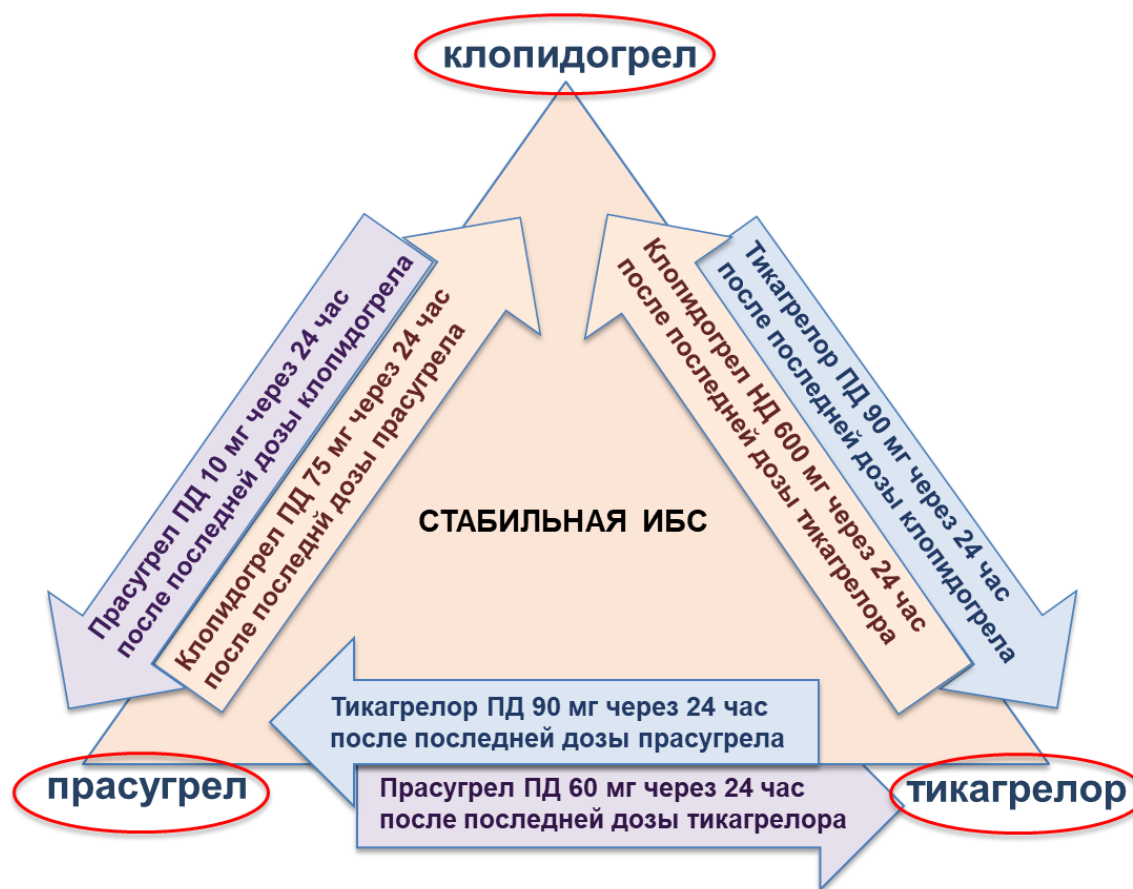 клопидогрел
Прасугрел ПД 10 мг через 24 час
после последней дозы клопидогрела
Клопидогрел ПД 75 мг через 24 час
после последнй дозы прасугрела
Клопидогрел НД 600 мг через 24 час
после последней дозы тикагрелора
Тикагрелор ПД 90 мг через 24 час
после последней дозы клопидогрела
СТАБИЛЬНАЯ ИБС
Тикагрелор ПД 90 мг через 24 час
после последней дозы прасугрела
прасугрел
Прасугрел ПД 60 мг через 24 час
после последней дозы тикагрелора
тикагрелор